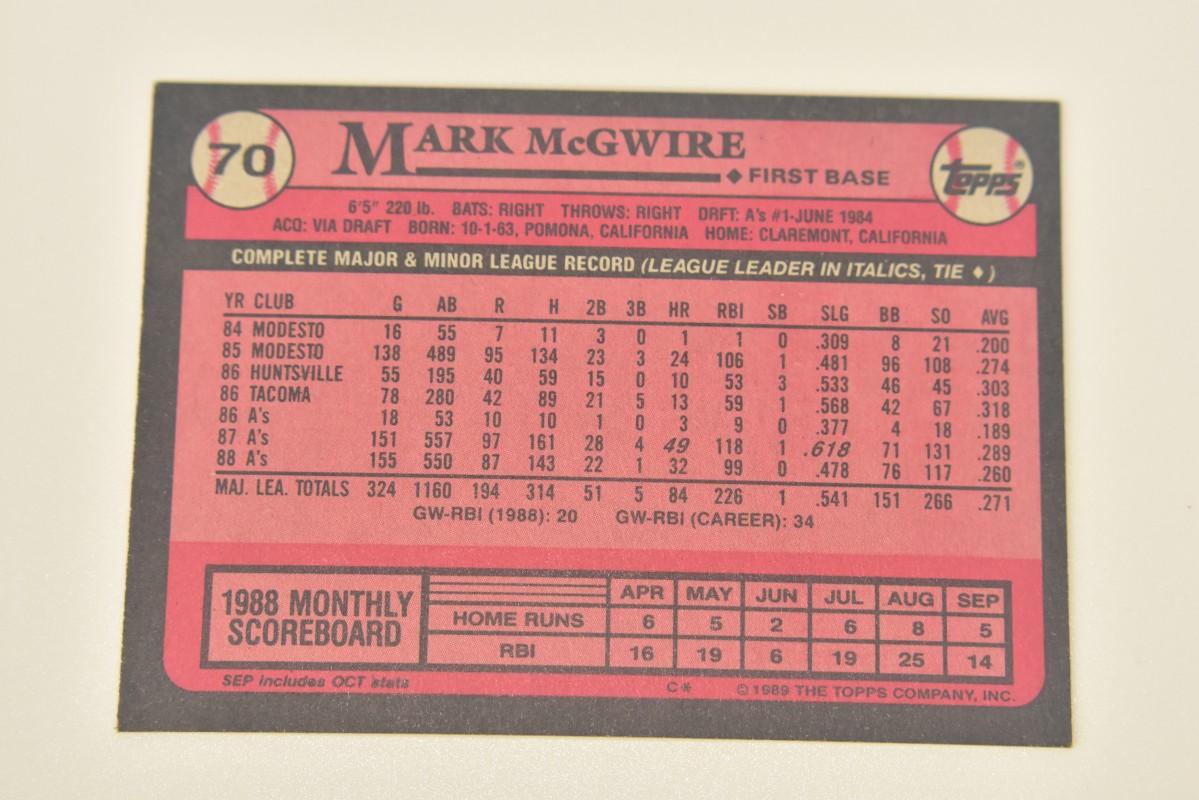 70 MARK McGWIRE
◆ FIRST BASE
TOPPS®
6'5" 220 lb. BATS: RIGHT THROWS: RIGHT DRFT: A's #1-JUNE 1984
ACQ: VIA DRAFT BORN: 10-1-63, POMONA, CALIFORNIA HOME: CLAREMONT, CALIFORNIA
COMPLETE MAJOR & MINOR LEAGUE RECORD (LEAGUE LEADER IN ITALICS, TIE ♦)
YR CLUB G AB R H 2B 3B HR RBI SB SLG BB SO AVG
84 MODESTO 16 55 7 11 3 0 1 1 0 .309 8 21 .200
85 MODESTO 138 489 95 134 23 3 24 106 1 .481 96 108 .274
86 HUNTSVILLE 55 195 40 59 15 0 10 53 3 .533 46 45 .303
86 TACOMA 78 280 42 89 21 5 13 59 1 .568 42 67 .318
86 A's 18 53 10 10 1 0 3 9 0 .377 4 18 .189
87 A's 151 557 97 161 28 4 49 118 1 .618 71 131 .289
88 A's 155 550 87 143 22 1 32 99 0 .478 76 117 .260
MAJ. LEA. TOTALS 324 1160 194 314 51 5 84 226 1 .541 151 266 .271
GW-RBI (1988): 20 GW-RBI (CAREER): 34
1988 MONTHLY
SCOREBOARD
APR MAY JUN JUL AUG SEP
HOME RUNS 6 5 2 6 8 5
RBI 16 19 6 19 25 14
SEP includes OCT stats C* © 1989 THE TOPPS COMPANY, INC.